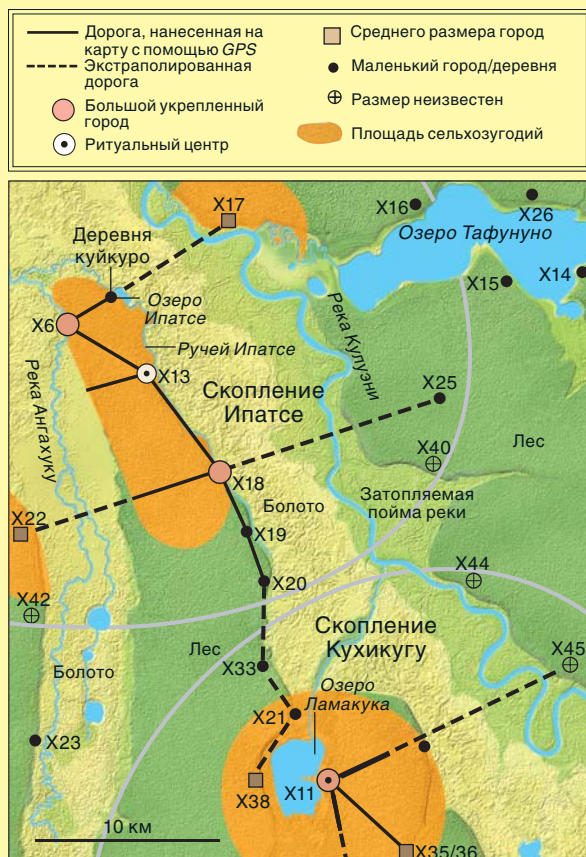 Дорога, нанесенная на
карту с помощью GPS
Экстраполированная
дорога
Большой укрепленный
город
Ритуальный центр
Среднего размера город
Маленький город/деревня
Размер неизвестен
Площадь сельхозугодий
X17
X16
X26
Озеро Тафунуно
Деревня
куйкуро
X15
X14
Озеро
Ипатсе
X6
Ручей Ипатсе
Река Кулуэни
X13
Река Ангахуку
Скопление
Ипатсе
X25
X40
Лес
X18
Затопляемая
пойма реки
Болото
X22
X19
X44
X20
X42
Скопление
Кухикугу
Лес
X45
Болото
X33
Озеро
Ламакука
X21
X23
X38
X11
10 км
X35/36